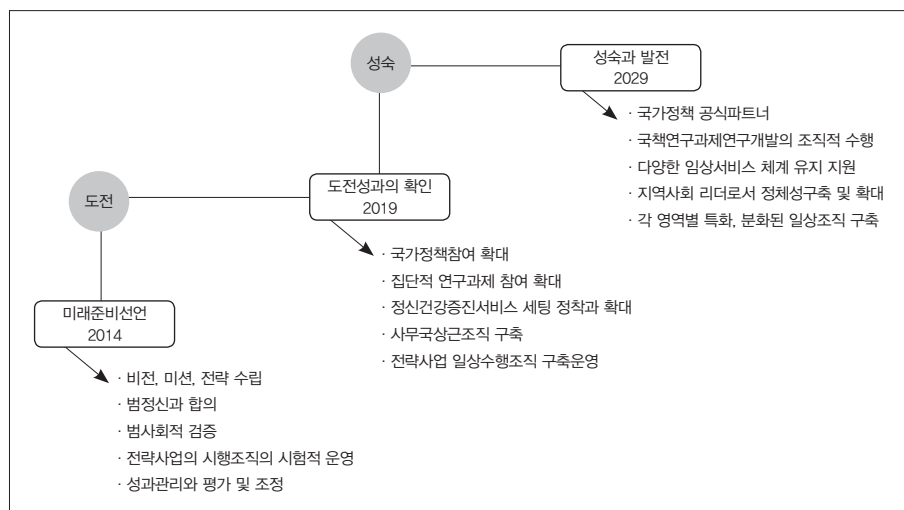 성숙
성숙과 발전
2029
· 국가정책 공식파트너
· 국책연구과제연구개발의 조직적 수행
· 다양한 임상서비스 체계 유지 지원
· 지역사회 리더로서 정체성구축 및 확대
· 각 영역별 특화, 분화된 일상조직 구축
도전
도전성과의 확인
2019
· 국가정책참여 확대
· 집단적 연구과제 참여 확대
· 정신건강증진서비스 세팅 정착과 확대
· 사무국상근조직 구축
· 전략사업 일상수행조직 구축운영
미래준비선언
2014
· 비전, 미션, 전략 수립
· 범정신과 합의
· 범사회적 검증
· 전략사업의 시행조직의 시험적 운영
· 성과관리와 평가 및 조정